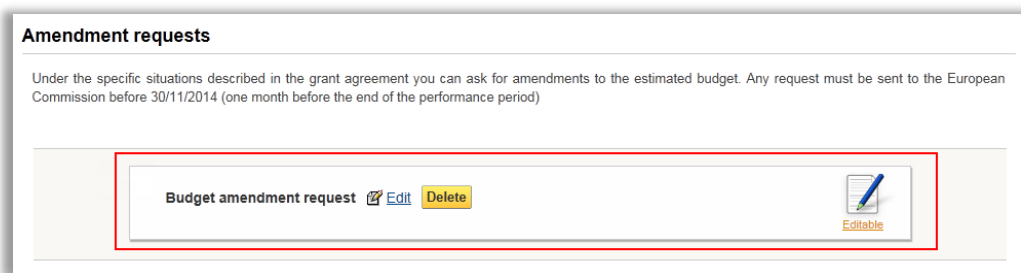 Amendment requests
Under the specific situations described in the grant agreement you can ask for amendments to the estimated budget. Any request must be sent to the European
Commission before 30/11/2014 (one month before the end of the performance period)
Budget amendment request Edit Delete
Editable